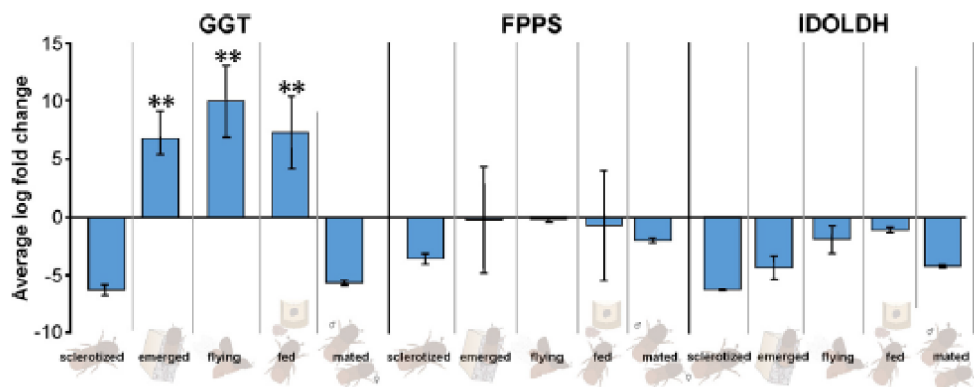 GGT FPPS IDOLDH
Average log fold change
15
10
5
0
-5
-10
** ** **
♂ ♂ ♂
♀ ♀
sclerotized emerged flying fed mated sclerotized emerged flying fed mated sclerotized emerged flying fed mated